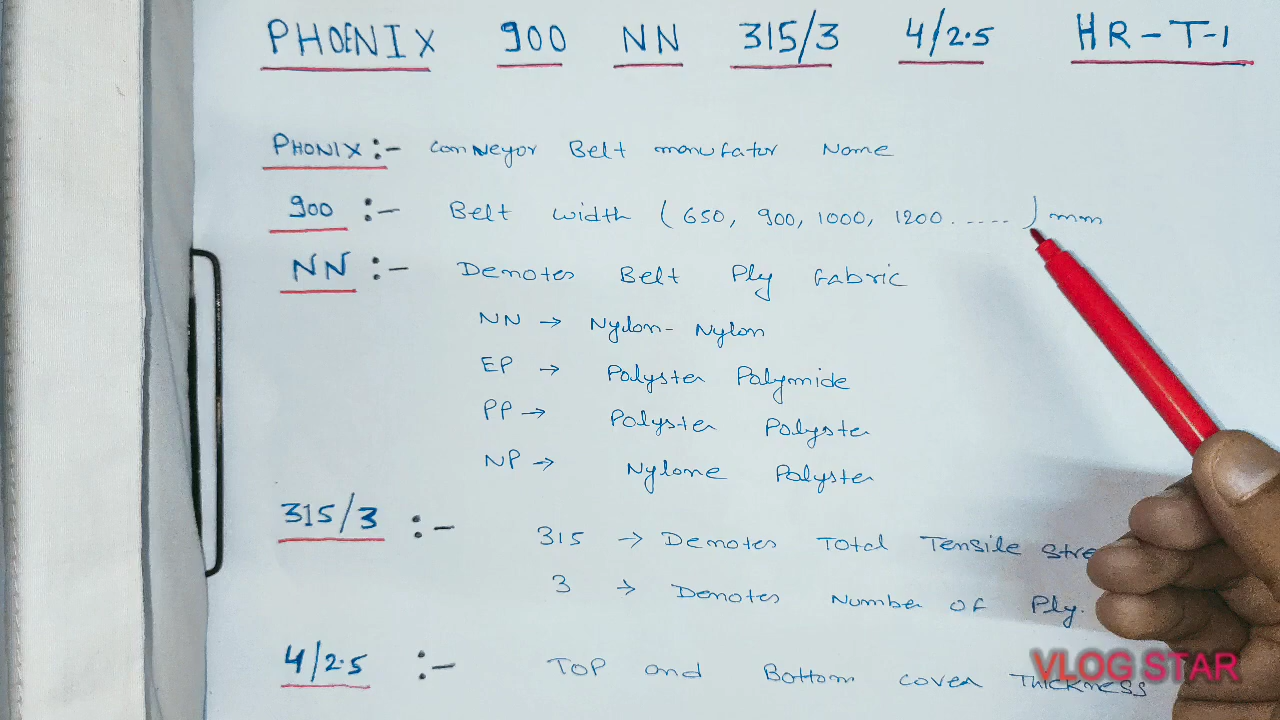 PHOENIX 900 NN 315/3 4/2.5 HR-T-1
PHONIX :- Conveyor Belt manufator Name
900 :- Belt width (650, 900, 1000, 1200.....) mm
NN :- Denotes Belt Ply fabric
NN → Nylon-Nylon
EP → Polyster Polymide
PP → Polyster Polyster
NP → Nylone Polyster
315/3 :- 315 → Denotes Total Tensile Stre
3 → Denotes Number of Ply.
4/2.5 :- Top and Bottom cover Thickness
VLOG STAR